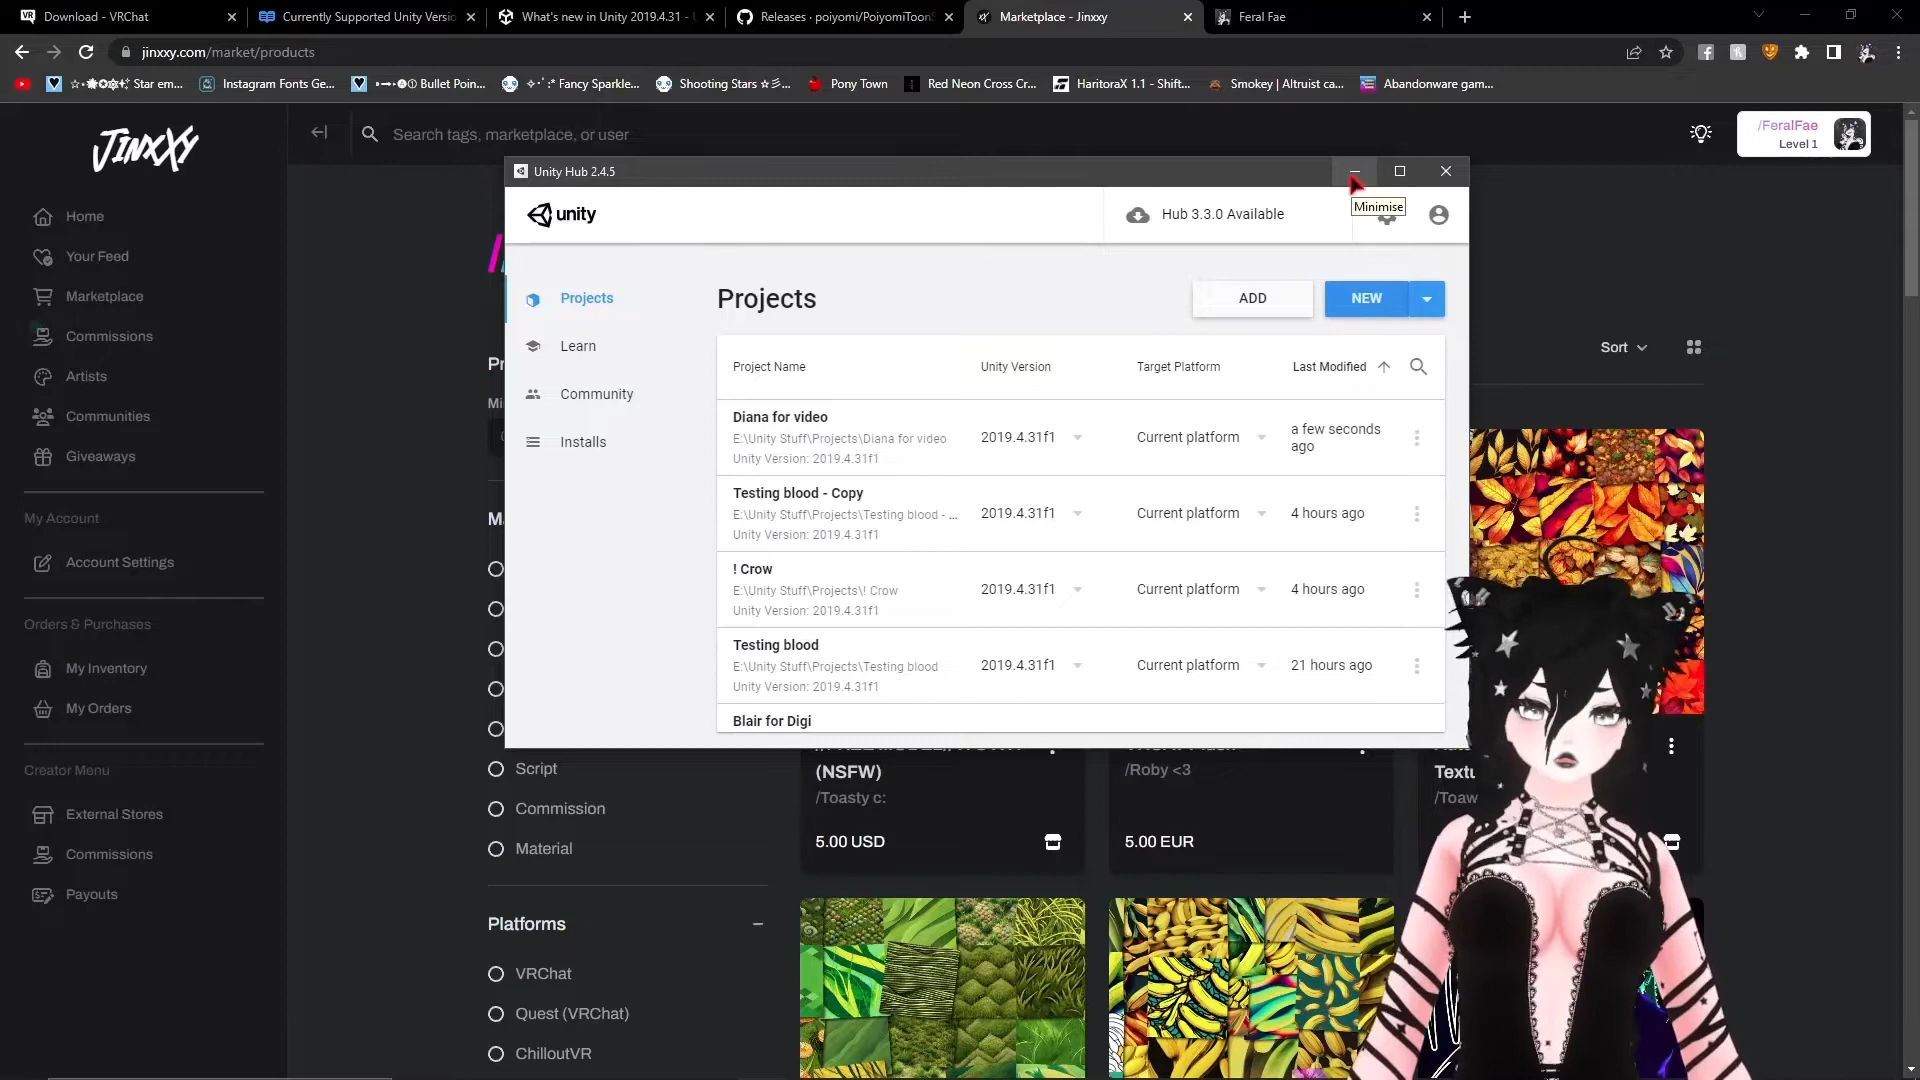 Download - VRChat
Currently Supported Unity Versio
What's new in Unity 2019.4.31 - U
Releases · poiyomi/PoiyomiToonS
Marketplace - Jinxxy
Feral Fae
jinxxy.com/market/products
Star em...
Instagram Fonts Ge...
Bullet Poin...
Fancy Sparkle...
Shooting Stars
Pony Town
Red Neon Cross Cr...
HaritoraX 1.1 - Shift...
Smokey | Altruist ca...
Abandonware gam...
JINXXY
Search tags, marketplace, or user
/FeralFae
Level 1
Home
Your Feed
Marketplace
Commissions
Artists
Communities
Giveaways
My Account
Account Settings
Orders & Purchases
My Inventory
My Orders
Creator Menu
External Stores
Commissions
Payouts
Unity Hub 2.4.5
unity
Hub 3.3.0 Available
Minimise
Projects
Learn
Community
Installs
Projects
ADD
NEW
Project Name
Unity Version
Target Platform
Last Modified
Diana for video
E:\Unity Stuff\Projects\Diana for video
Unity Version: 2019.4.31f1
2019.4.31f1
Current platform
a few seconds
ago
Testing blood - Copy
E:\Unity Stuff\Projects\Testing blood - ...
Unity Version: 2019.4.31f1
2019.4.31f1
Current platform
4 hours ago
! Crow
E:\Unity Stuff\Projects\! Crow
Unity Version: 2019.4.31f1
2019.4.31f1
Current platform
4 hours ago
Testing blood
E:\Unity Stuff\Projects\Testing blood
Unity Version: 2019.4.31f1
2019.4.31f1
Current platform
21 hours ago
Blair for Digi
Sort
Script
Commission
Material
Platforms
VRChat
Quest (VRChat)
ChilloutVR
(NSFW)
/Toasty c:
5.00 USD
/Roby <3
5.00 EUR
Textu
/Toaw